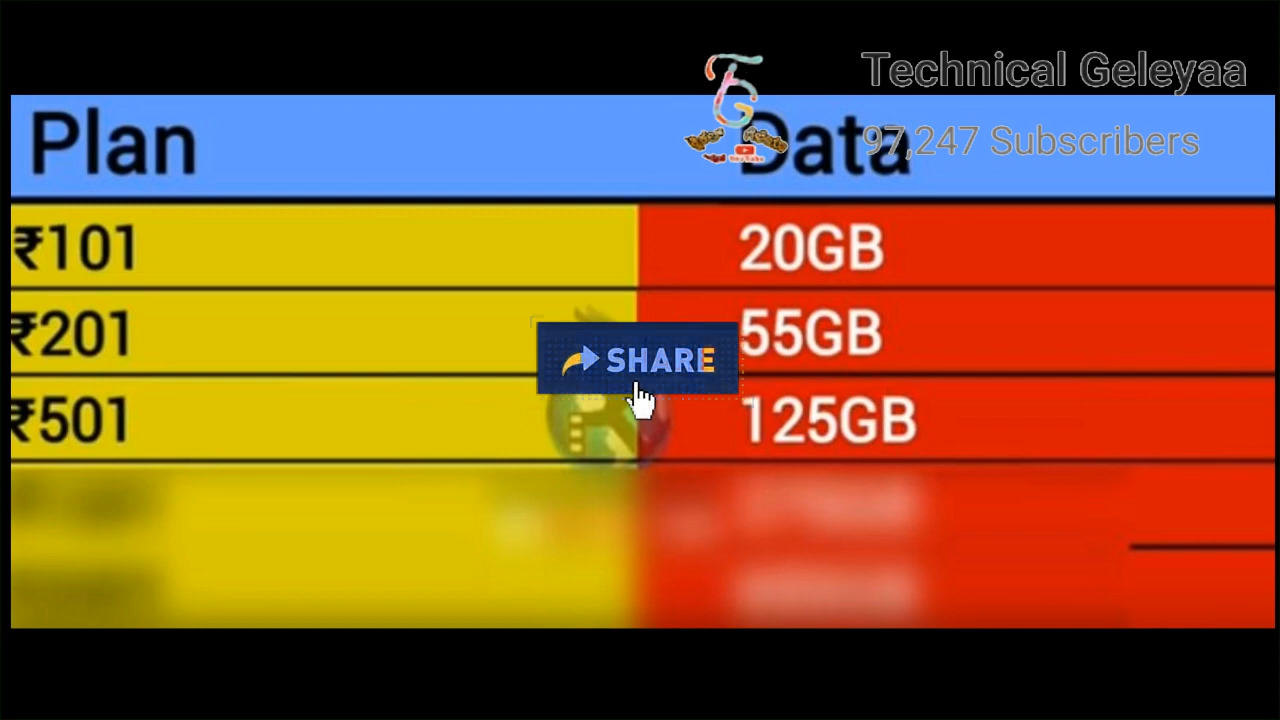 Technical Geleyaa
97,247 Subscribers
Plan Data
₹101 20GB
₹201 55GB
SHARE
₹501 125GB